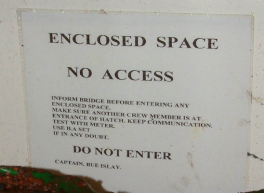 ENCLOSED SPACE
NO ACCESS
INFORM BRIDGE BEFORE ENTERING ANY
ENCLOSED SPACE.
MAKE SURE ANOTHER CREW MEMBER IS AT
ENTRANCE OF HATCH. KEEP COMMUNICATION.
TEST WITH METER.
USE B.A SET
IF IN ANY DOUBT.
DO NOT ENTER
CAPTAIN, RUE ISLAY.